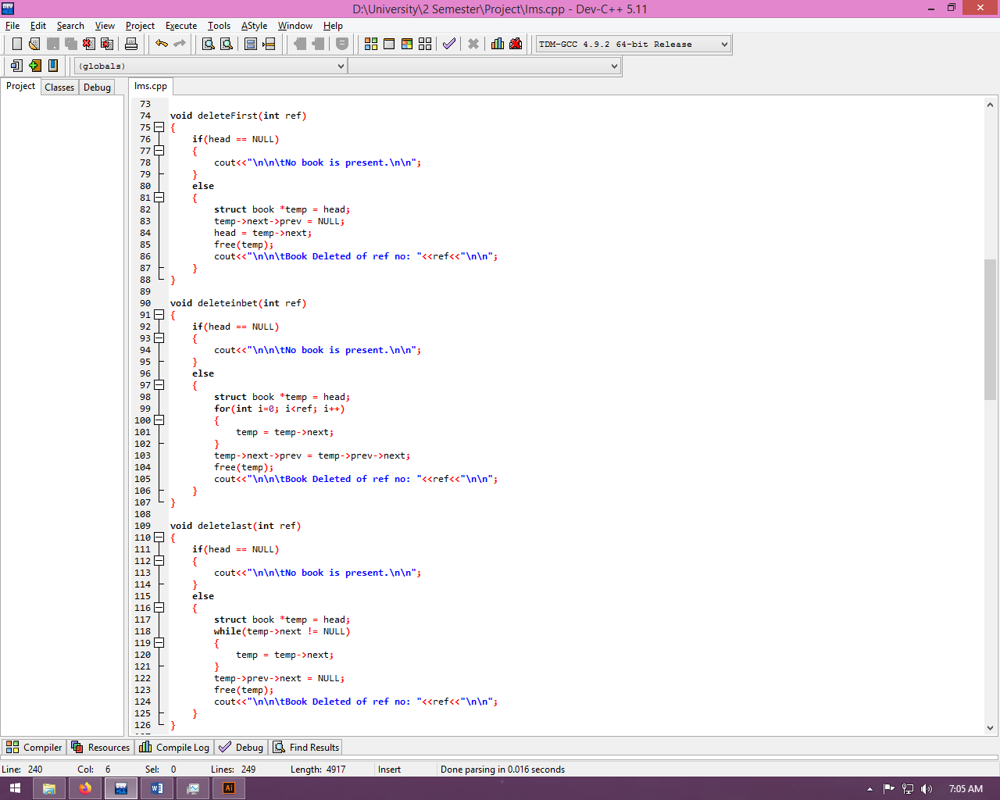 D:\University\2 Semester\Project\lms.cpp - Dev-C++ 5.11
File Edit Search View Project Execute Tools AStyle Window Help
TDM-GCC 4.9.2 64-bit Release
(globals)
Project Classes Debug lms.cpp
73
74 void deleteFirst(int ref)
75 {
76 if(head == NULL)
77 {
78 cout<<"\n\n\tNo book is present.\n\n";
79 }
80 else
81 {
82 struct book *temp = head;
83 temp->next->prev = NULL;
84 head = temp->next;
85 free(temp);
86 cout<<"\n\n\tBook Deleted of ref no: "<<ref<<"\n\n";
87 }
88 }
89
90 void deleteinbet(int ref)
91 {
92 if(head == NULL)
93 {
94 cout<<"\n\n\tNo book is present.\n\n";
95 }
96 else
97 {
98 struct book *temp = head;
99 for(int i=0; i<ref; i++)
100 {
101 temp = temp->next;
102 }
103 temp->next->prev = temp->prev->next;
104 free(temp);
105 cout<<"\n\n\tBook Deleted of ref no: "<<ref<<"\n\n";
106 }
107 }
108
109 void deletelast(int ref)
110 {
111 if(head == NULL)
112 {
113 cout<<"\n\n\tNo book is present.\n\n";
114 }
115 else
116 {
117 struct book *temp = head;
118 while(temp->next != NULL)
119 {
120 temp = temp->next;
121 }
122 temp->prev->next = NULL;
123 free(temp);
124 cout<<"\n\n\tBook Deleted of ref no: "<<ref<<"\n\n";
125 }
126 }
Compiler Resources Compile Log Debug Find Results
Line: 240 Col: 6 Sel: 0 Lines: 249 Length: 4917 Insert Done parsing in 0.016 seconds
7:05 AM